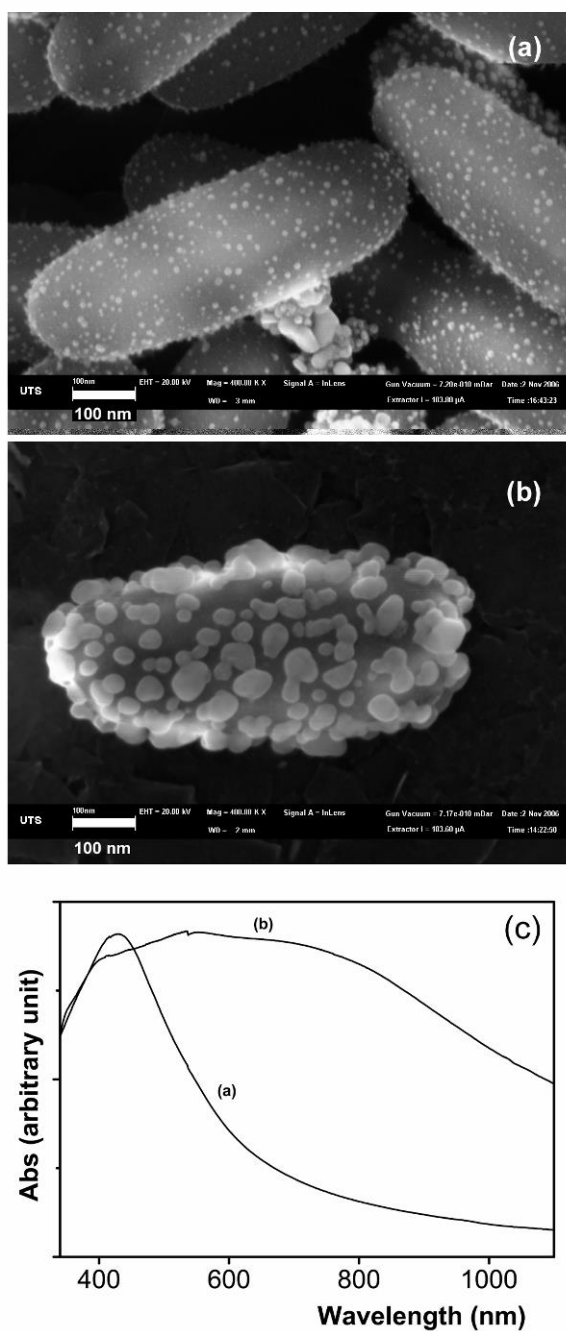 (a)
100nm EHT = 20.00 kV Mag = 400.00 K X Signal A = InLens Gun Vacuum = 7.20e-010 mBar Date :2 Nov 2006
UTS WD = 3 mm Extractor I = 183.80 µA Time :16:43:23
100 nm
(b)
100nm EHT = 20.00 kV Mag = 400.00 K X Signal A = InLens Gun Vacuum = 7.17e-010 mBar Date :2 Nov 2006
UTS WD = 2 mm Extractor I = 183.60 µA Time :14:22:50
100 nm
(c)
(b)
(a)
Abs (arbitrary unit)
400 600 800 1000
Wavelength (nm)